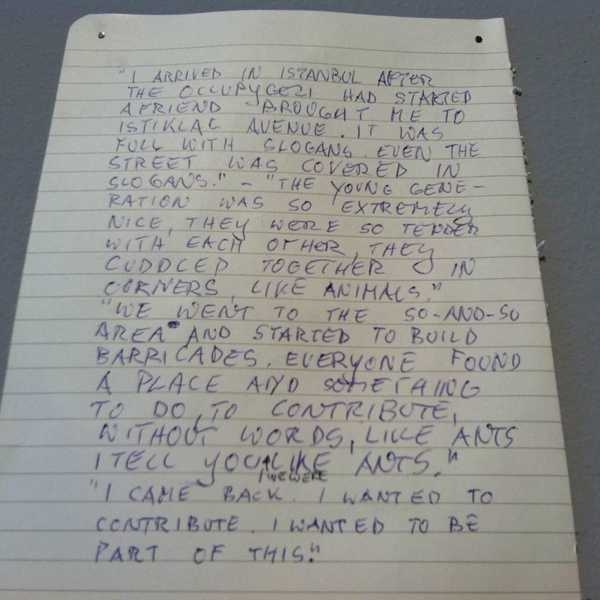 "I ARRIVED IN ISTANBUL AFTER
THE OCCUPYGEZI HAD STARTED
A FRIEND BROUGHT ME TO
ISTIKLAL AVENUE. IT WAS
FULL WITH SLOGANS. EVEN THE
STREET WAS COVERED IN
SLOGANS." - "THE YOUNG GENE-
RATION WAS SO EXTREMELY
NICE, THEY WERE SO TENDER
WITH EACH OTHER, THEY
CUDDLED TOGETHER IN
CORNERS, LIKE ANIMALS."
"WE WENT TO THE SO-AND-SO
AREA" AND STARTED TO BUILD
BARRICADES. EVERYONE FOUND
A PLACE AND SOMETHING
TO DO, TO CONTRIBUTE,
WITHOUT WORDS, LIKE ANTS
I TELL YOU, LIKE ANTS."
WE WERE
"I CAME BACK. I WANTED TO
CONTRIBUTE. I WANTED TO BE
PART OF THIS."